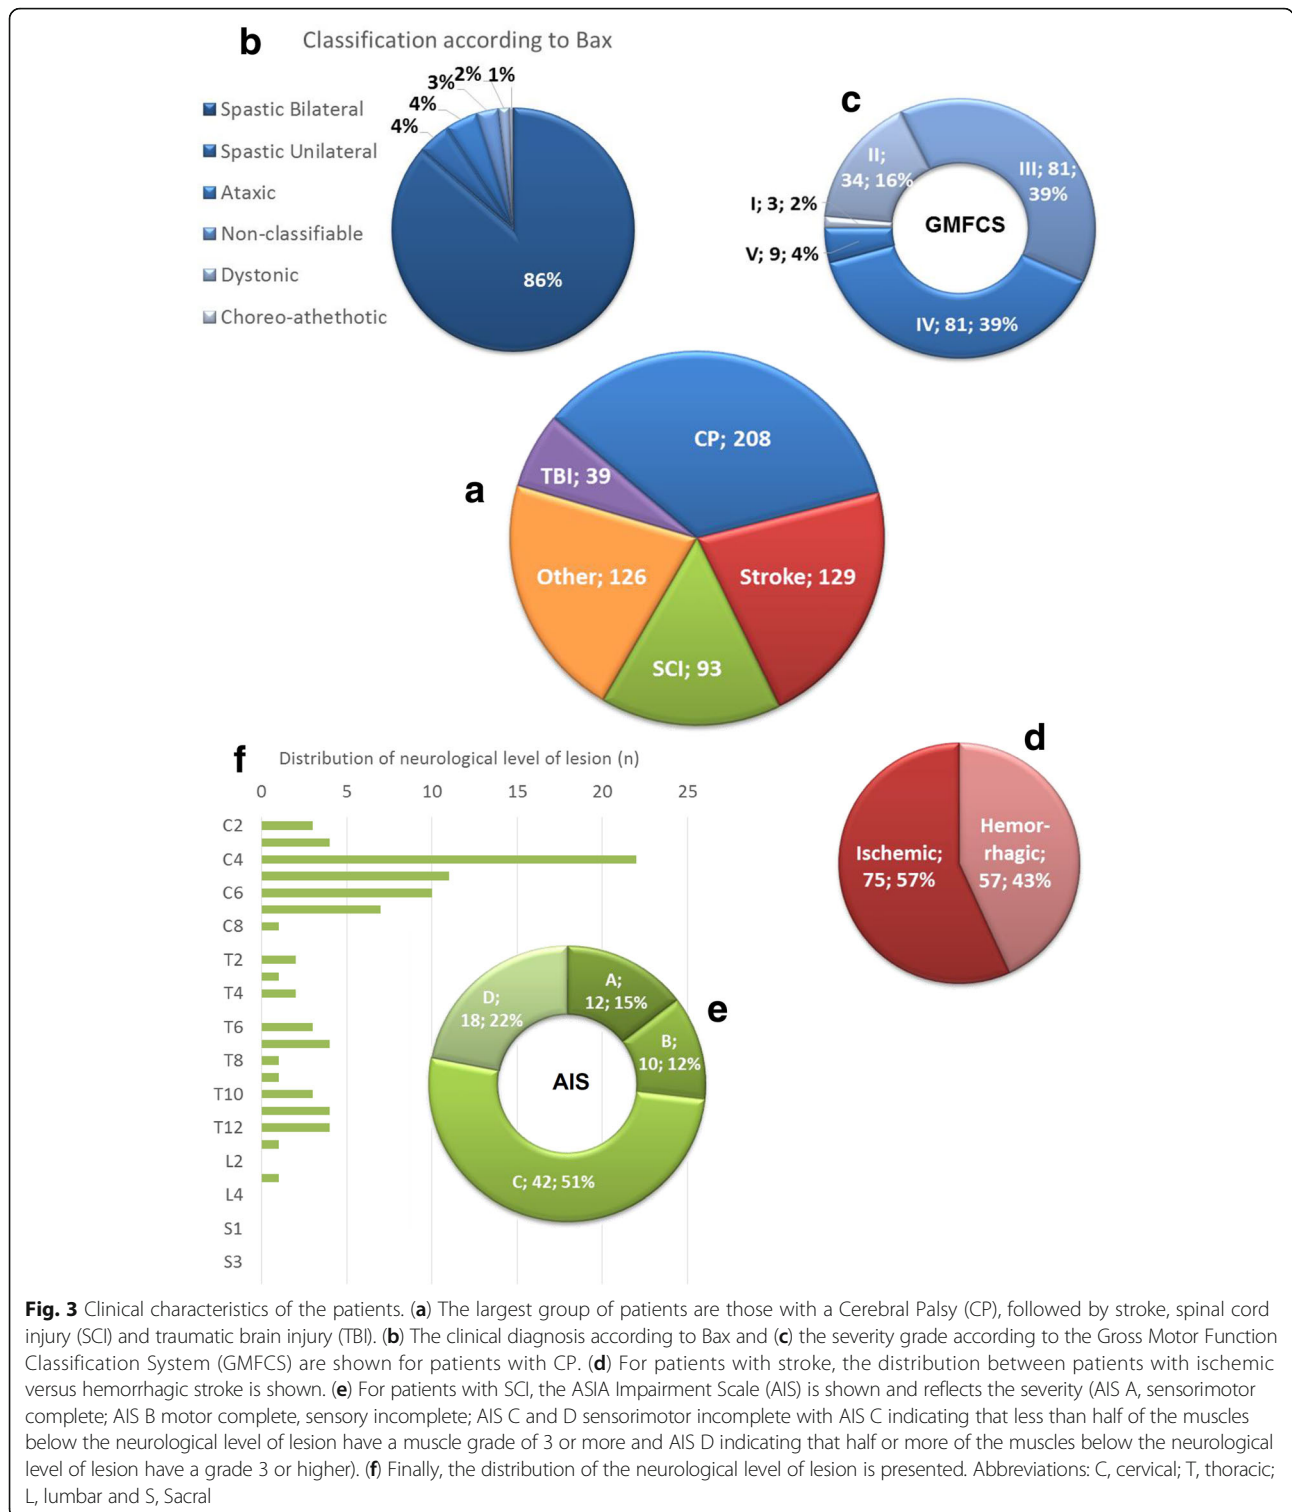 b
Classification according to Bax
Spastic Bilateral
Spastic Unilateral
Ataxic
Non-classifiable
Dystonic
Choreo-athethotic
4%
4%
3%
2%
1%
86%
c
II;
34; 16%
III; 81;
39%
I; 3; 2%
V; 9; 4%
GMFCS
IV; 81; 39%
a
CP; 208
TBI; 39
Other; 126
Stroke; 129
SCI; 93
d
Ischemic;
75; 57%
Hemor-
rhagic;
57; 43%
f
Distribution of neurological level of lesion (n)
0 5 10 15 20 25
C2
C4
C6
C8
T2
T4
T6
T8
T10
T12
L2
L4
S1
S3
e
A;
12; 15%
B;
10; 12%
D;
18; 22%
AIS
C; 42; 51%
Fig. 3 Clinical characteristics of the patients. (a) The largest group of patients are those with a Cerebral Palsy (CP), followed by stroke, spinal cord
injury (SCI) and traumatic brain injury (TBI). (b) The clinical diagnosis according to Bax and (c) the severity grade according to the Gross Motor Function
Classification System (GMFCS) are shown for patients with CP. (d) For patients with stroke, the distribution between patients with ischemic
versus hemorrhagic stroke is shown. (e) For patients with SCI, the ASIA Impairment Scale (AIS) is shown and reflects the severity (AIS A, sensorimotor
complete; AIS B motor complete, sensory incomplete; AIS C and D sensorimotor incomplete with AIS C indicating that less than half of the muscles
below the neurological level of lesion have a muscle grade of 3 or more and AIS D indicating that half or more of the muscles below the neurological
level of lesion have a grade 3 or higher). (f) Finally, the distribution of the neurological level of lesion is presented. Abbreviations: C, cervical; T, thoracic;
L, lumbar and S, Sacral